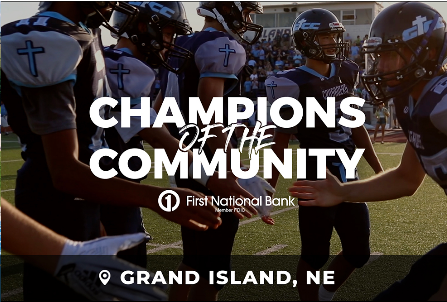 CHAMPIONS
OF THE
COMMUNITY
First National Bank
Member FDIC
GRAND ISLAND, NE